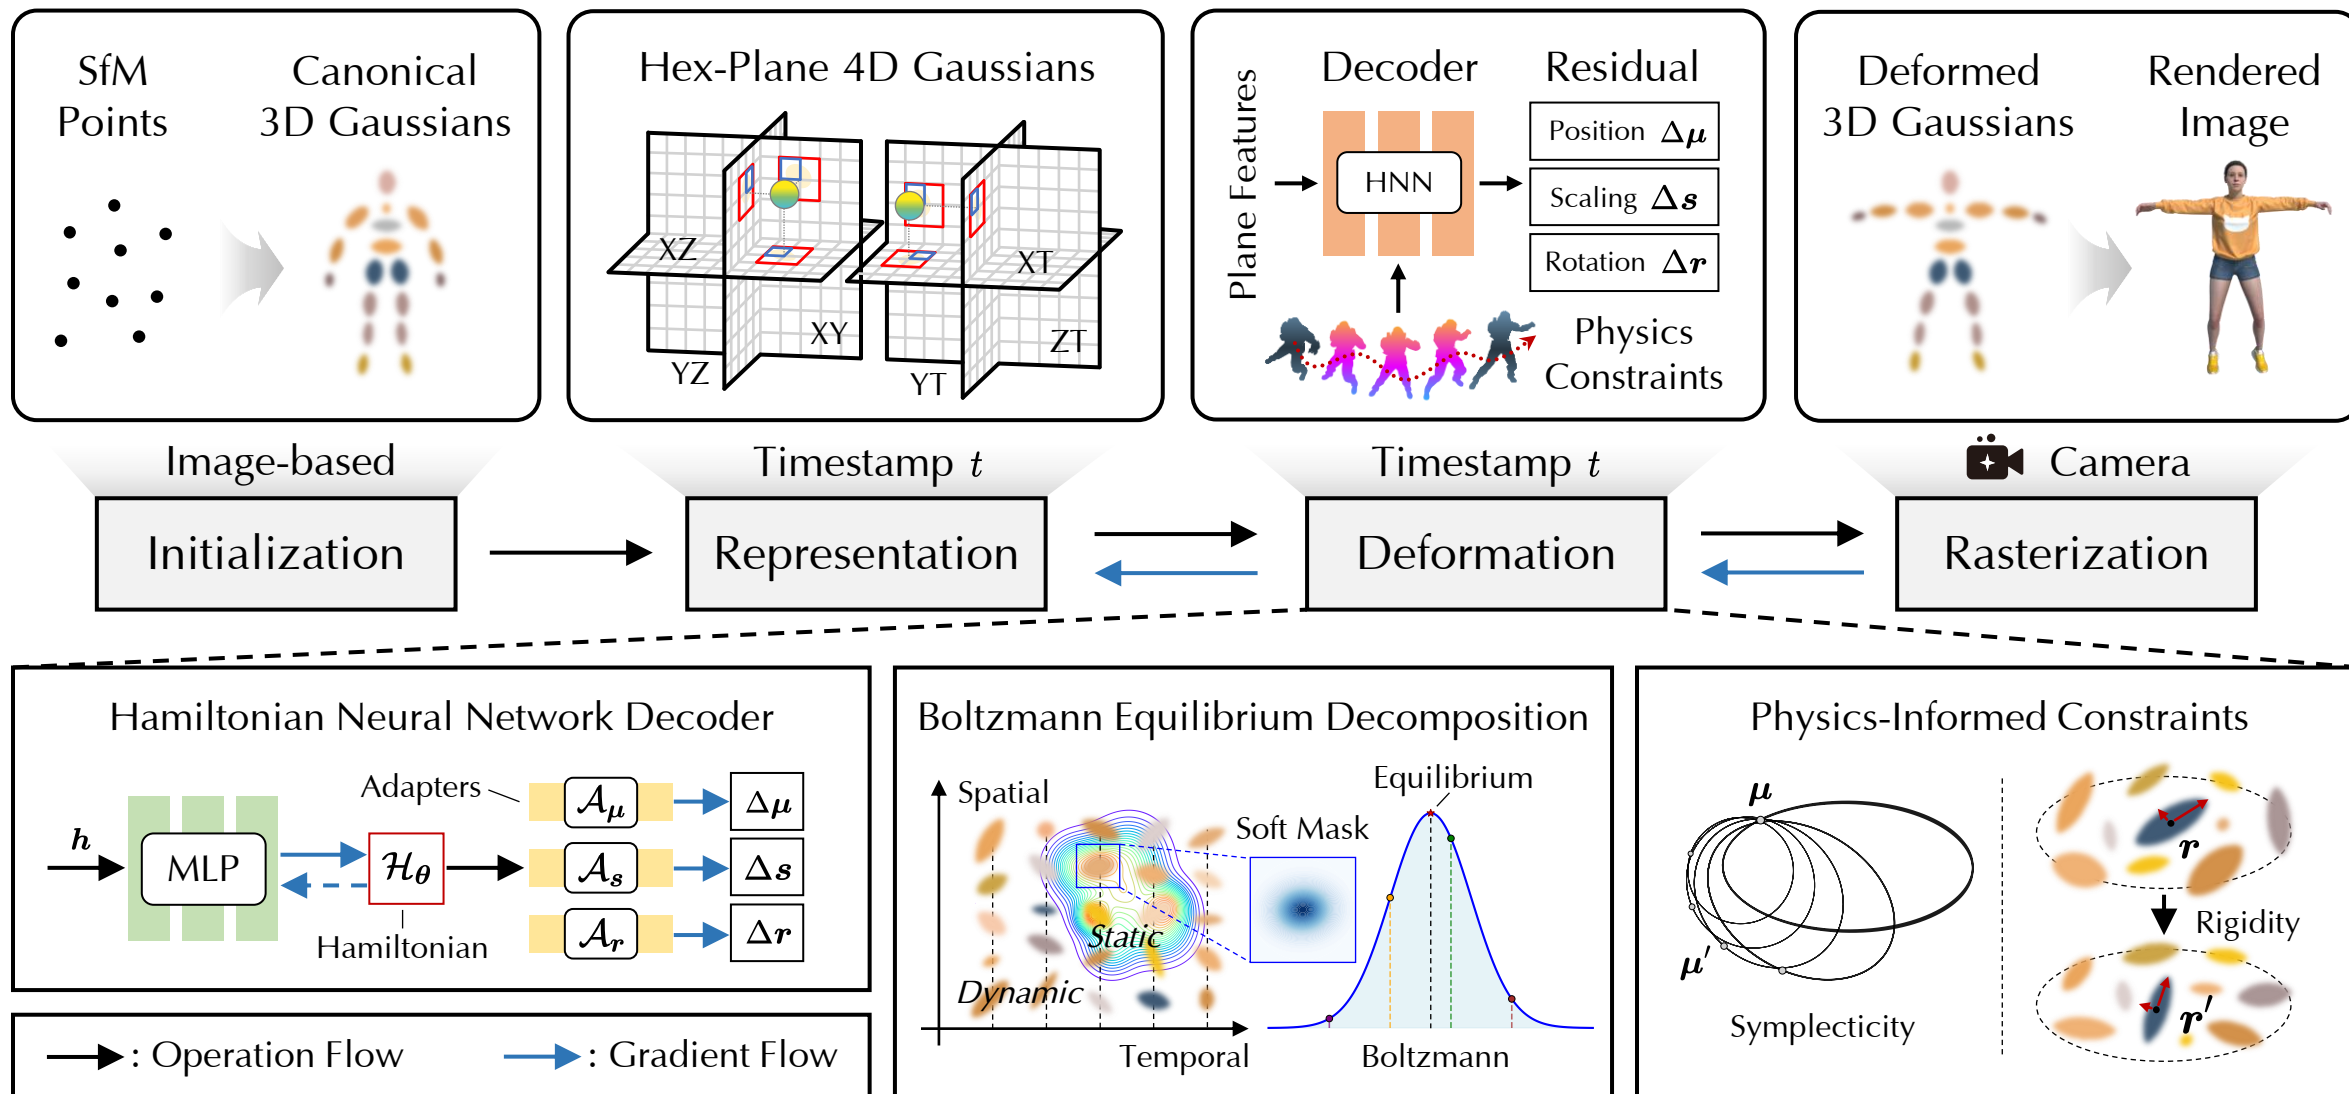 SfM
Points
Canonical
3D Gaussians
Hex-Plane 4D Gaussians
XZ
XY
YZ
XT
ZT
YT
Plane Features
Decoder
HNN
Residual
Position Δμ
Scaling Δs
Rotation Δr
Physics
Constraints
Deformed
3D Gaussians
Rendered
Image
Image-based
Initialization
Timestamp t
Representation
Timestamp t
Deformation
Camera
Rasterization
Hamiltonian Neural Network Decoder
h
MLP
ℋθ
Hamiltonian
Adapters
𝒜μ
Δμ
𝒜s
Δs
𝒜r
Δr
: Operation Flow
: Gradient Flow
Boltzmann Equilibrium Decomposition
Spatial
Static
Dynamic
Temporal
Soft Mask
Equilibrium
Boltzmann
Physics-Informed Constraints
μ
μ′
Symplecticity
r
Rigidity
r′